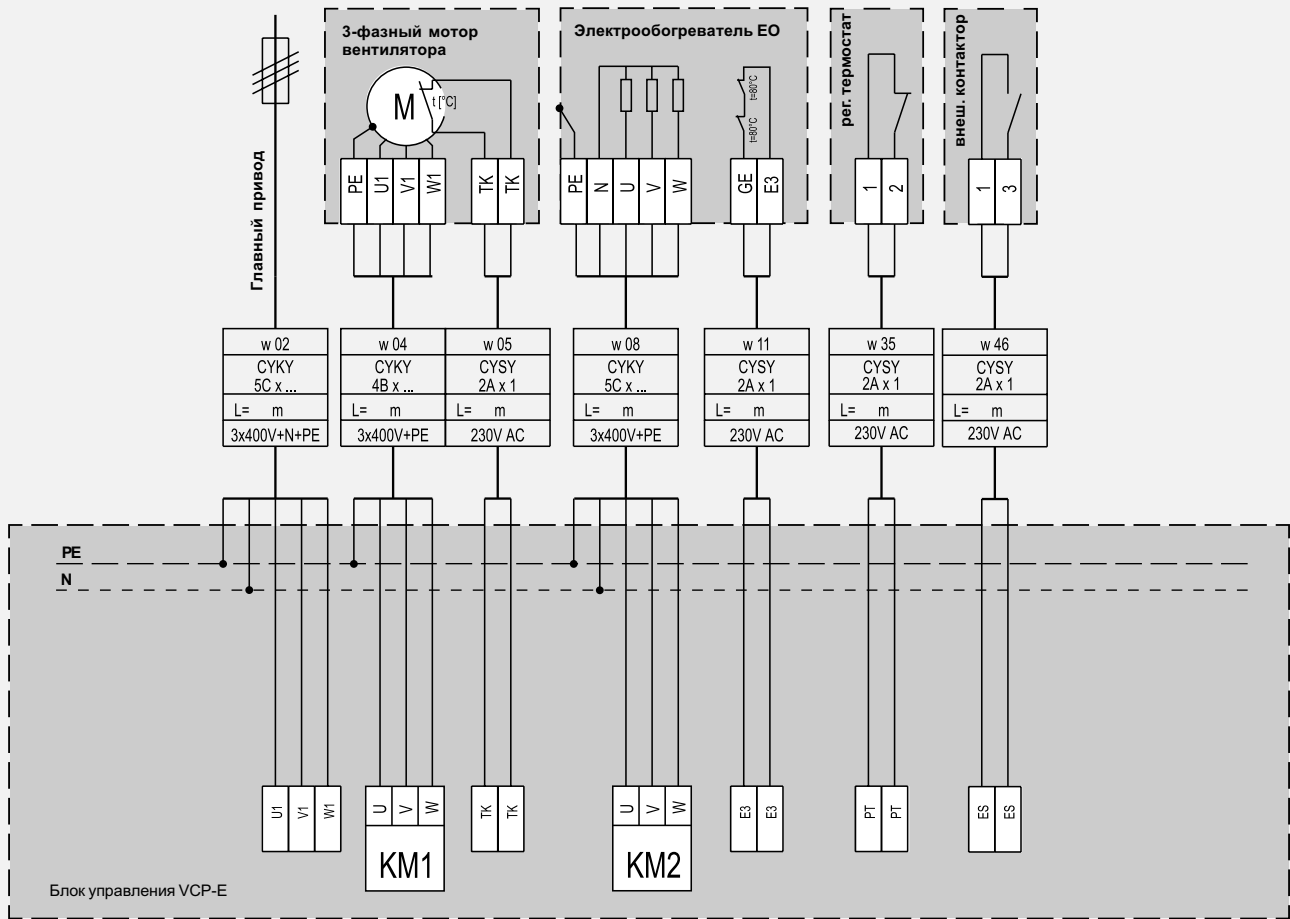 3-фазный мотор
вентилятора
Электрообогреватель EO
рег. термостат
внеш. контактор
Главный привод
M
t [°C]
t=80°C
t=80°C
PE
U1
V1
W1
TK
TK
PE
N
U
V
W
GE
E3
1
2
1
3
w 02
CYKY
5C x ...
L= m
3x400V+N+PE
w 04
CYKY
4B x ...
L= m
3x400V+PE
w 05
CYSY
2A x 1
L= m
230V AC
w 08
CYKY
5C x ...
L= m
3x400V+PE
w 11
CYSY
2A x 1
L= m
230V AC
w 35
CYSY
2A x 1
L= m
230V AC
w 46
CYSY
2A x 1
L= m
230V AC
PE
N
U1
V1
W1
U
V
W
KM1
TK
TK
U
V
W
KM2
E3
E3
PT
PT
ES
ES
Блок управления VCP-E